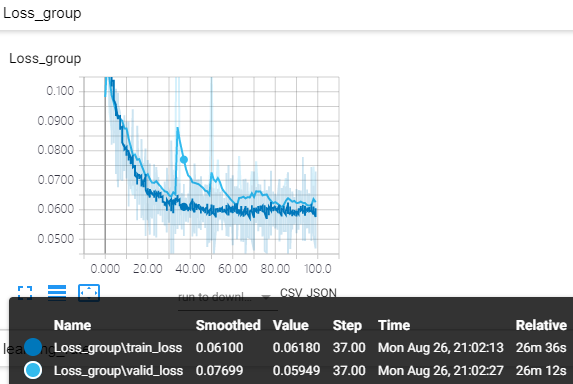 Loss_group
Loss_group
0.100
0.0900
0.0800
0.0700
0.0600
0.0500
0.000 20.00 40.00 60.00 80.00 100.0
run to downl... CSV JSON
Name Smoothed Value Step Time Relative
Loss_group\train_loss 0.06100 0.06180 37.00 Mon Aug 26, 21:02:13 26m 36s
Loss_group\valid_loss 0.07699 0.05949 37.00 Mon Aug 26, 21:02:27 26m 12s